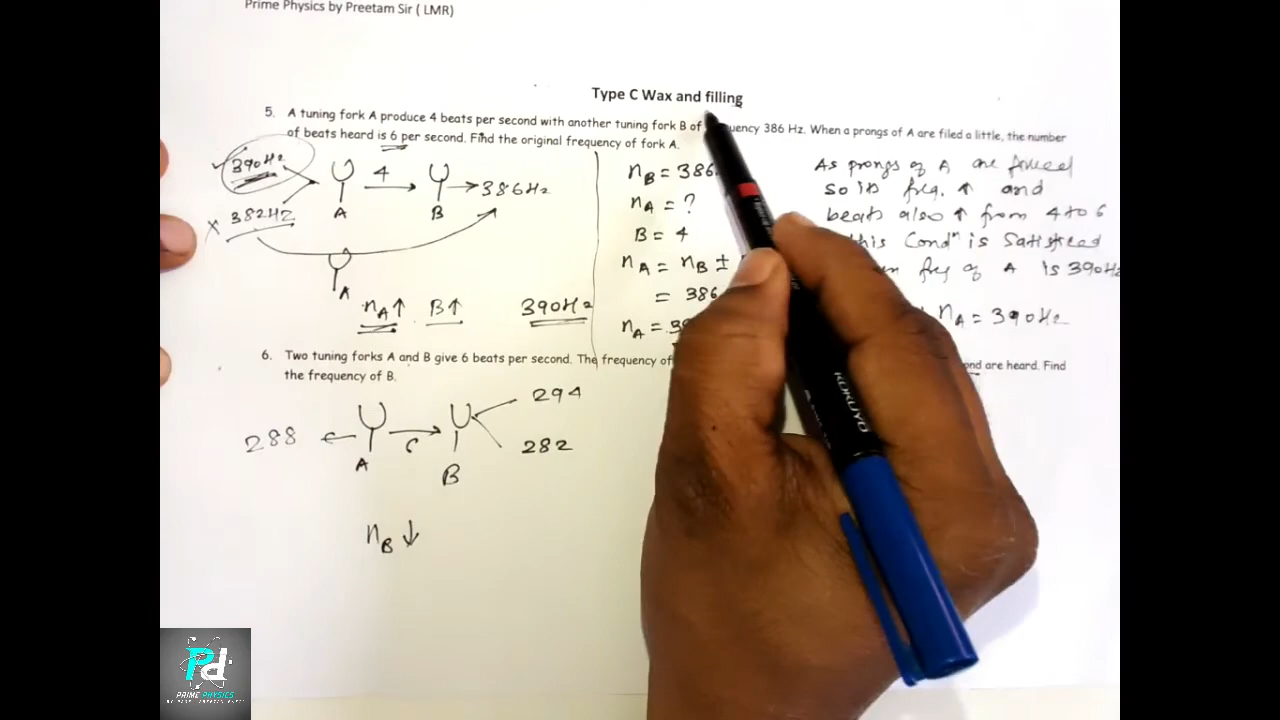 Prime Physics by Preetam Sir ( LMR)
Type C Wax and filling
5. A tuning fork A produce 4 beats per second with another tuning fork B of uency 386 Hz. When a prongs of A are filed a little, the number
of beats heard is 6 per second. Find the original frequency of fork A.
390Hz
4
386Hz
A
B
× 382HZ
A
nA↑ B↑ 390Hz
nB = 386
nA = ?
B = 4
nA = nB ±
= 386
nA = 39
As prongs of A are
so its freq. ↑ and
beats also ↑ from 4 to 6
this Condn is Satisfied
freq of A is 390Hz
nA = 390Hz
6. Two tuning forks A and B give 6 beats per second. The frequency of ond are heard. Find
the frequency of B.
288
A
B
294
282
nB ↓
KOKUYO
Pd
PRIME PHYSICS